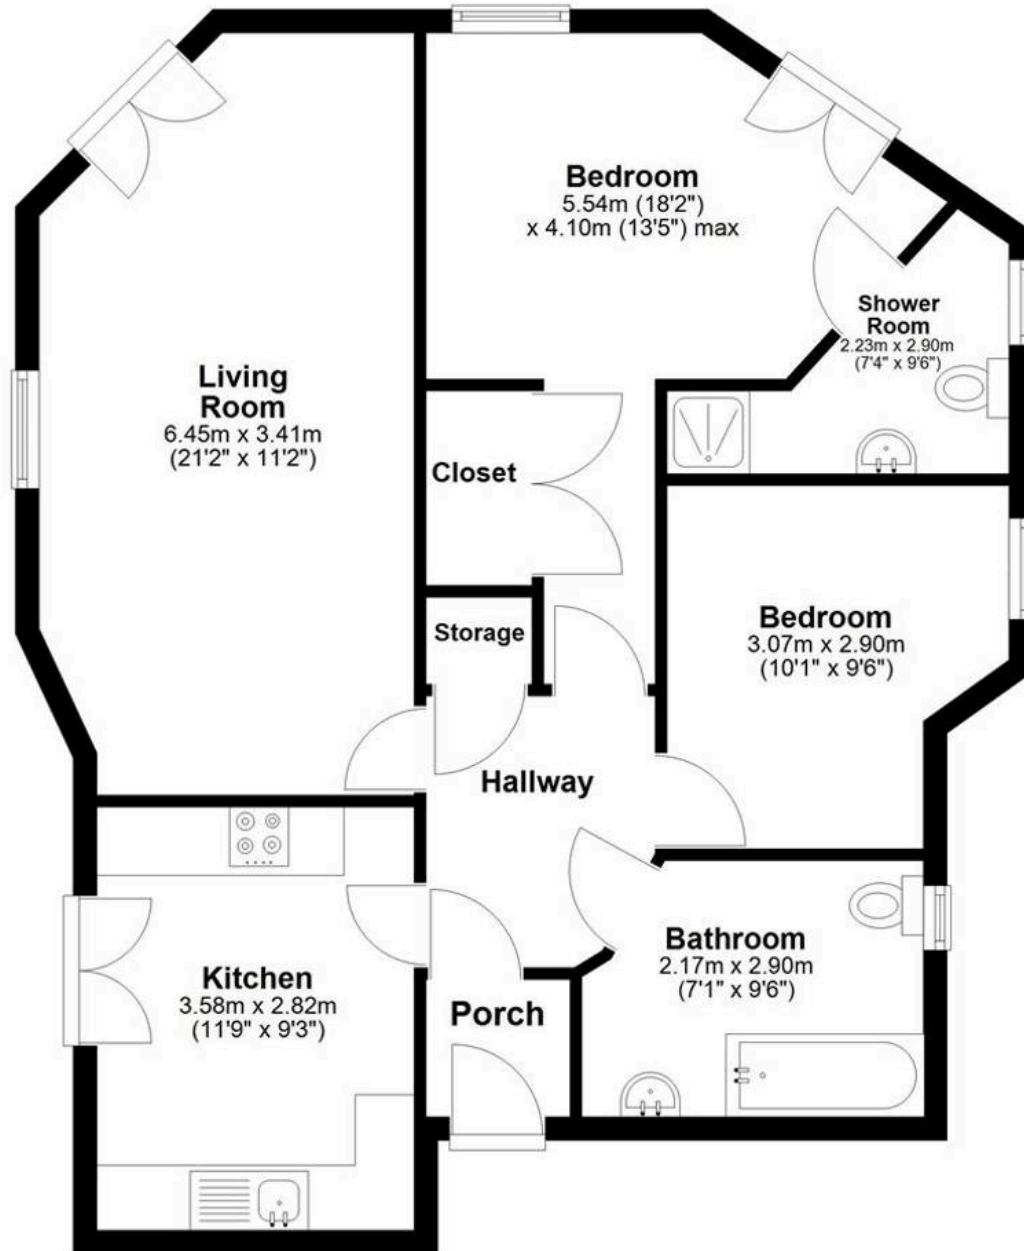 Bedroom
5.54m (18'2")
x 4.10m (13'5") max
Shower
Room
2.23m x 2.90m
(7'4" x 9'6")
Living
Room
6.45m x 3.41m
(21'2" x 11'2")
Closet
Storage
Bedroom
3.07m x 2.90m
(10'1" x 9'6")
Hallway
Kitchen
3.58m x 2.82m
(11'9" x 9'3")
Porch
Bathroom
2.17m x 2.90m
(7'1" x 9'6")